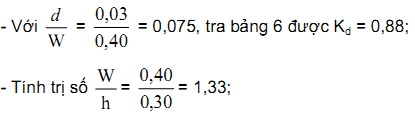 - Với d/W = 0,03/0,40 = 0,075, tra bảng 6 được Kd = 0,88;
- Tính trị số W/h = 0,40/0,30 = 1,33;